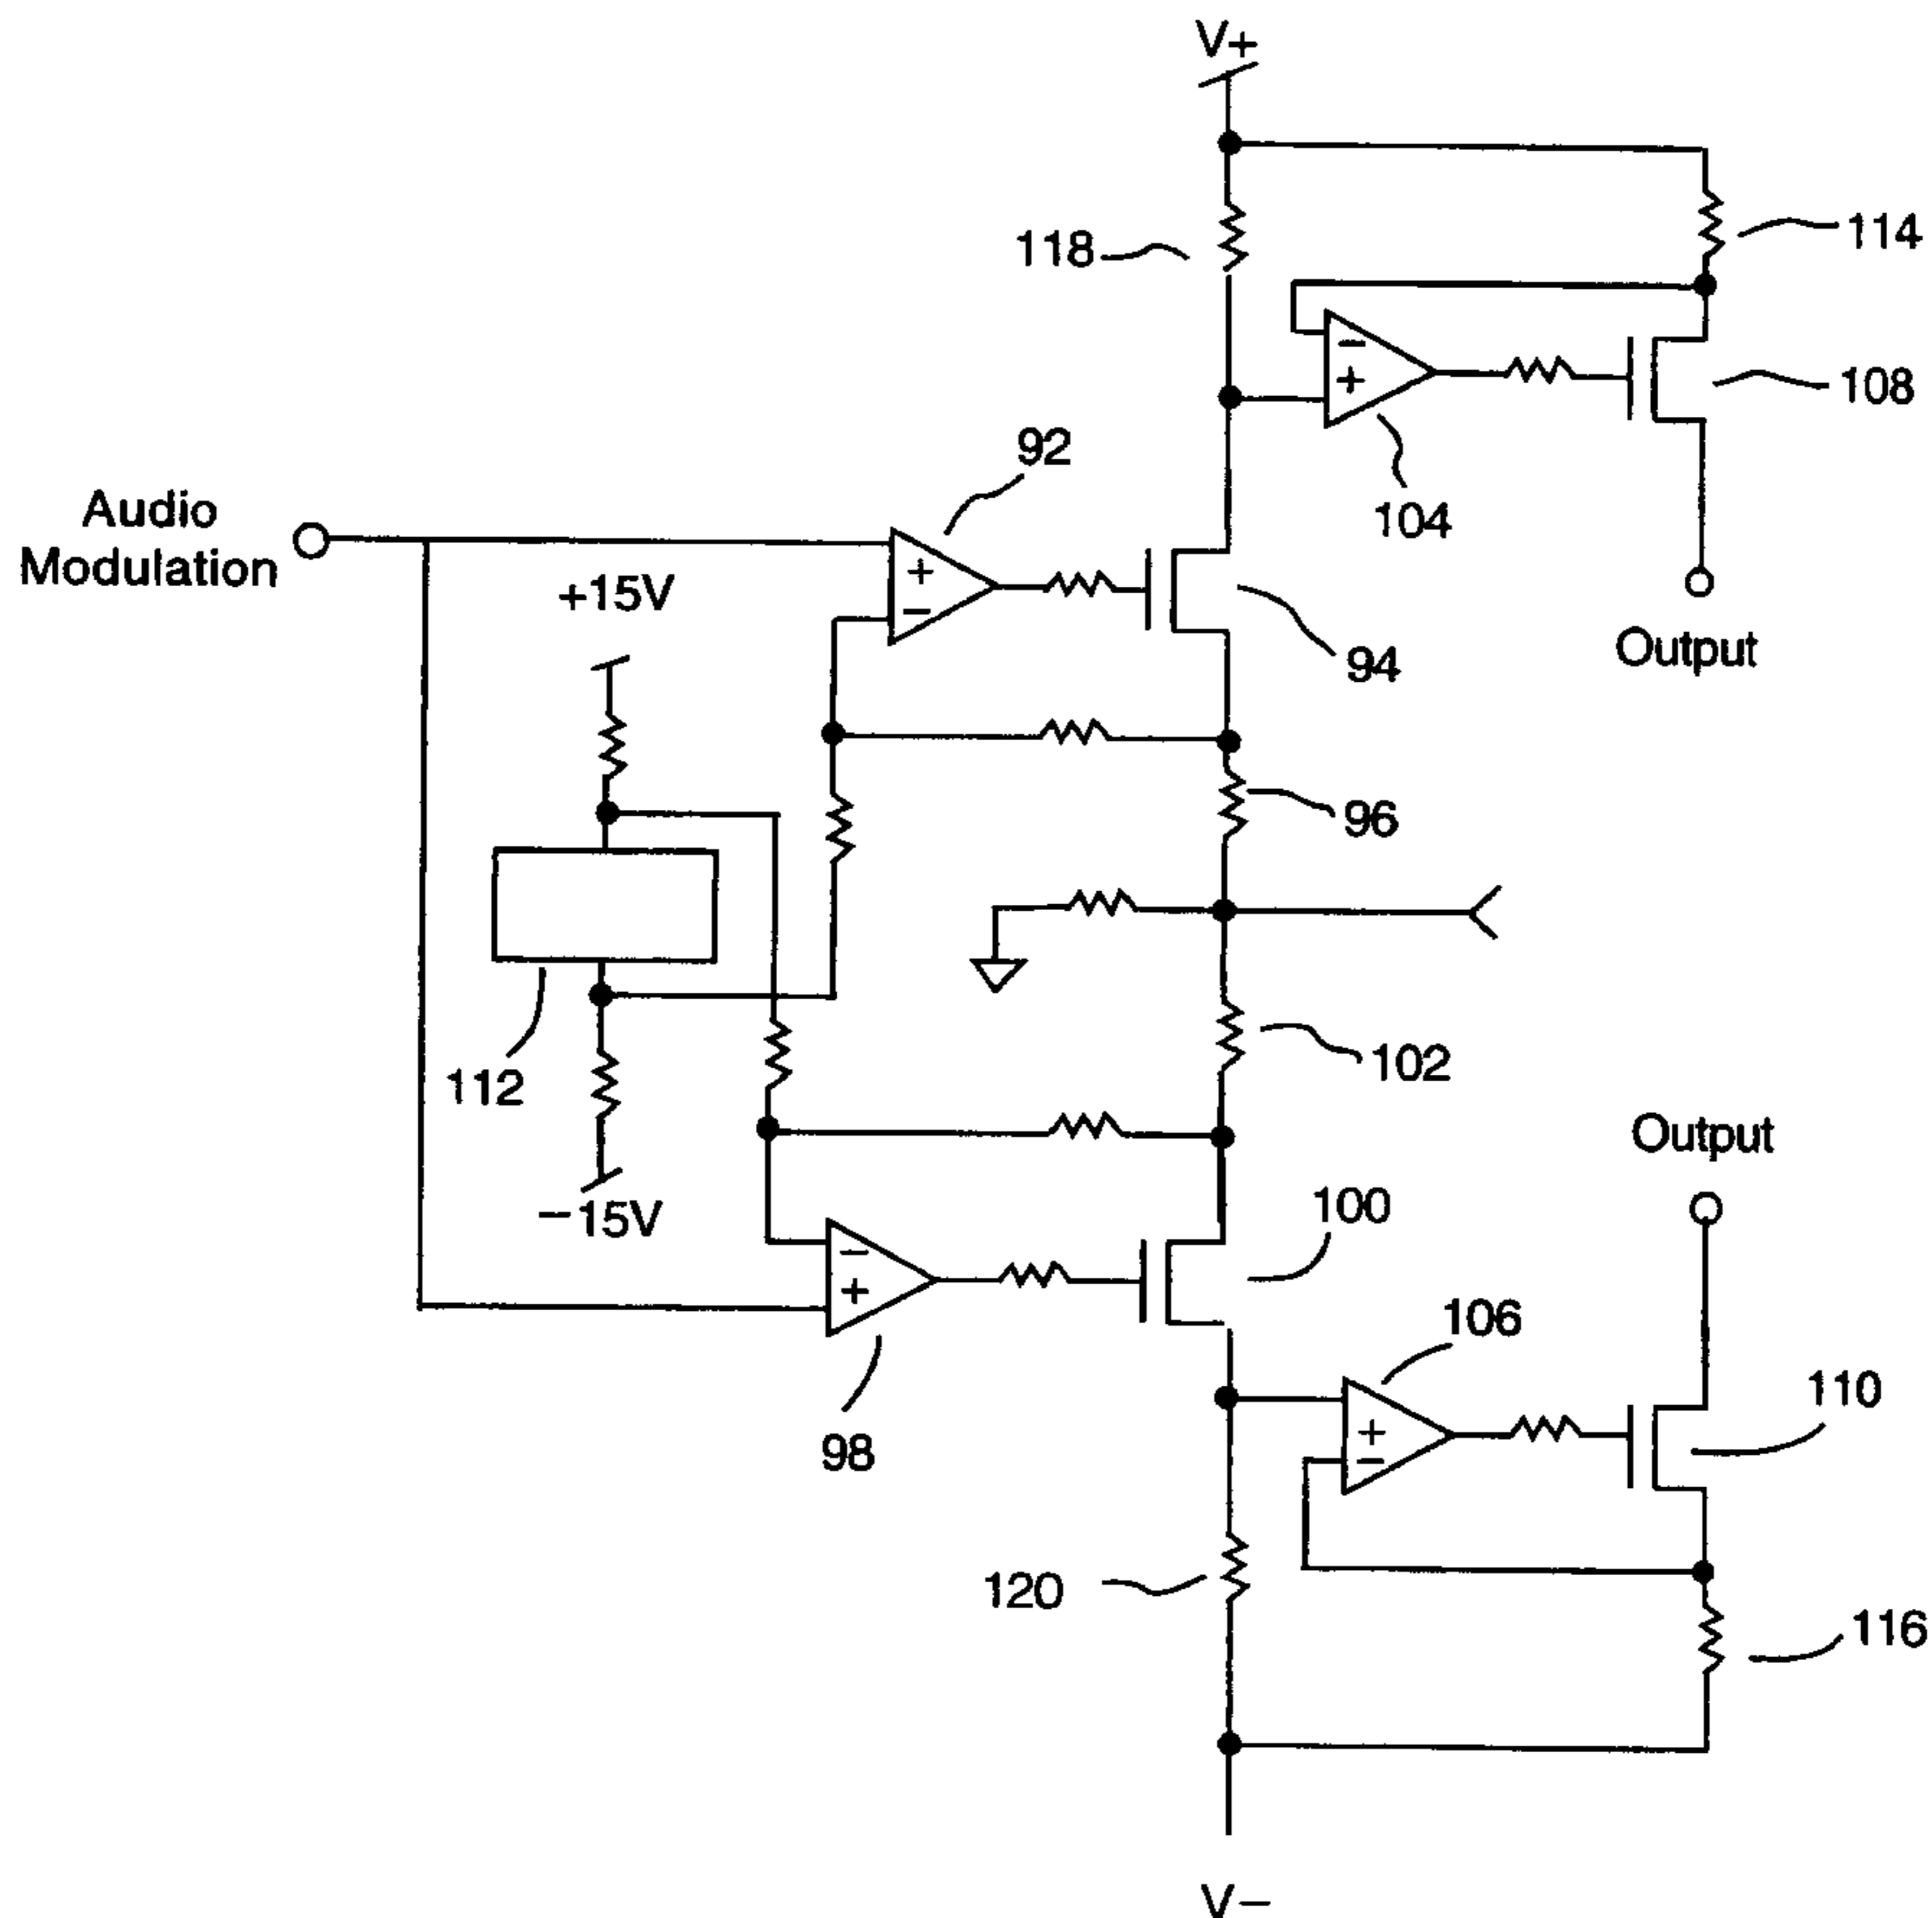 V+
118
114
108
92
104
Audio
Modulation
+15V
+
−
−
+
94
Output
96
112
102
−15V
Output
100
−
+
106
+
−
110
98
120
116
V−